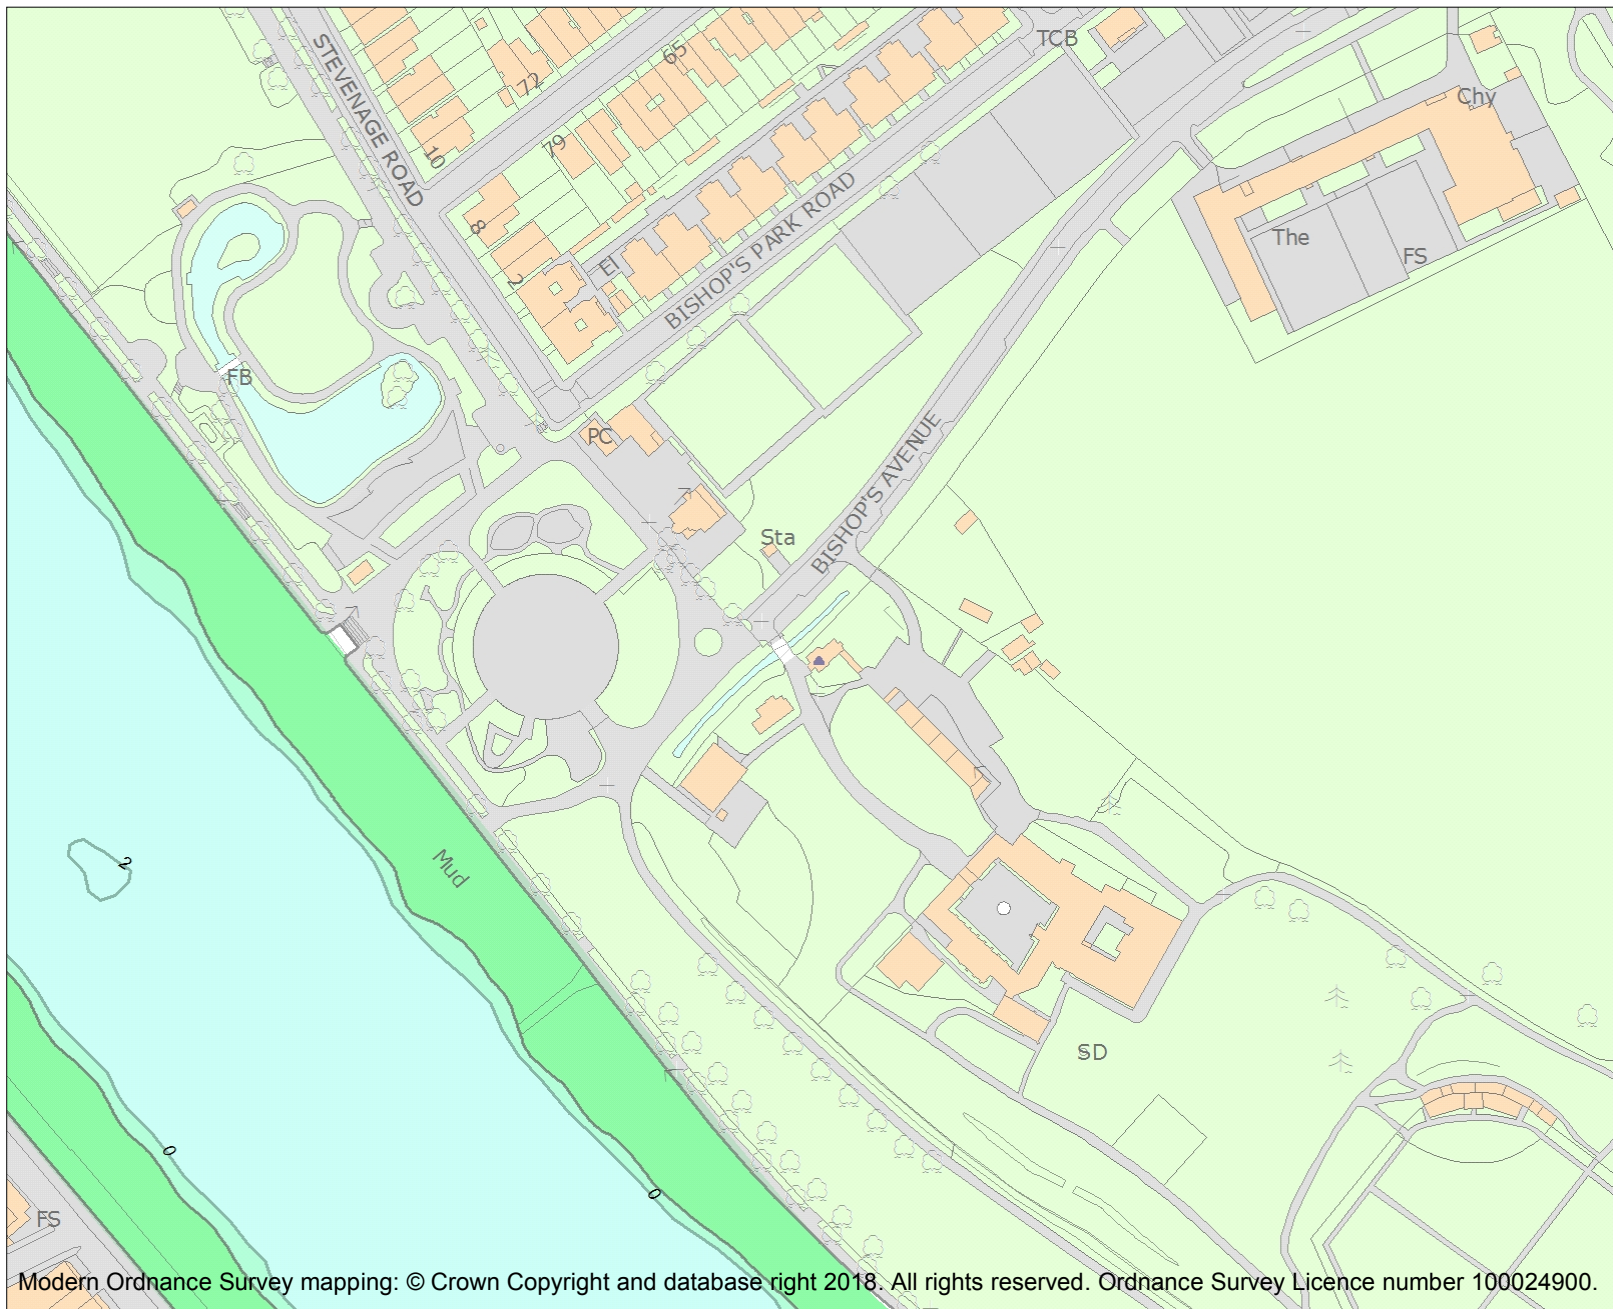 TCB
STEVENAGE ROAD
65
72
Chy
79
10
BISHOP'S PARK ROAD
8
The
FS
El
2
FB
PC
BISHOP'S AVENUE
Sta
2
Mud
SD
0
0
FS
Modern Ordnance Survey mapping: © Crown Copyright and database right 2018. All rights reserved. Ordnance Survey Licence number 100024900.